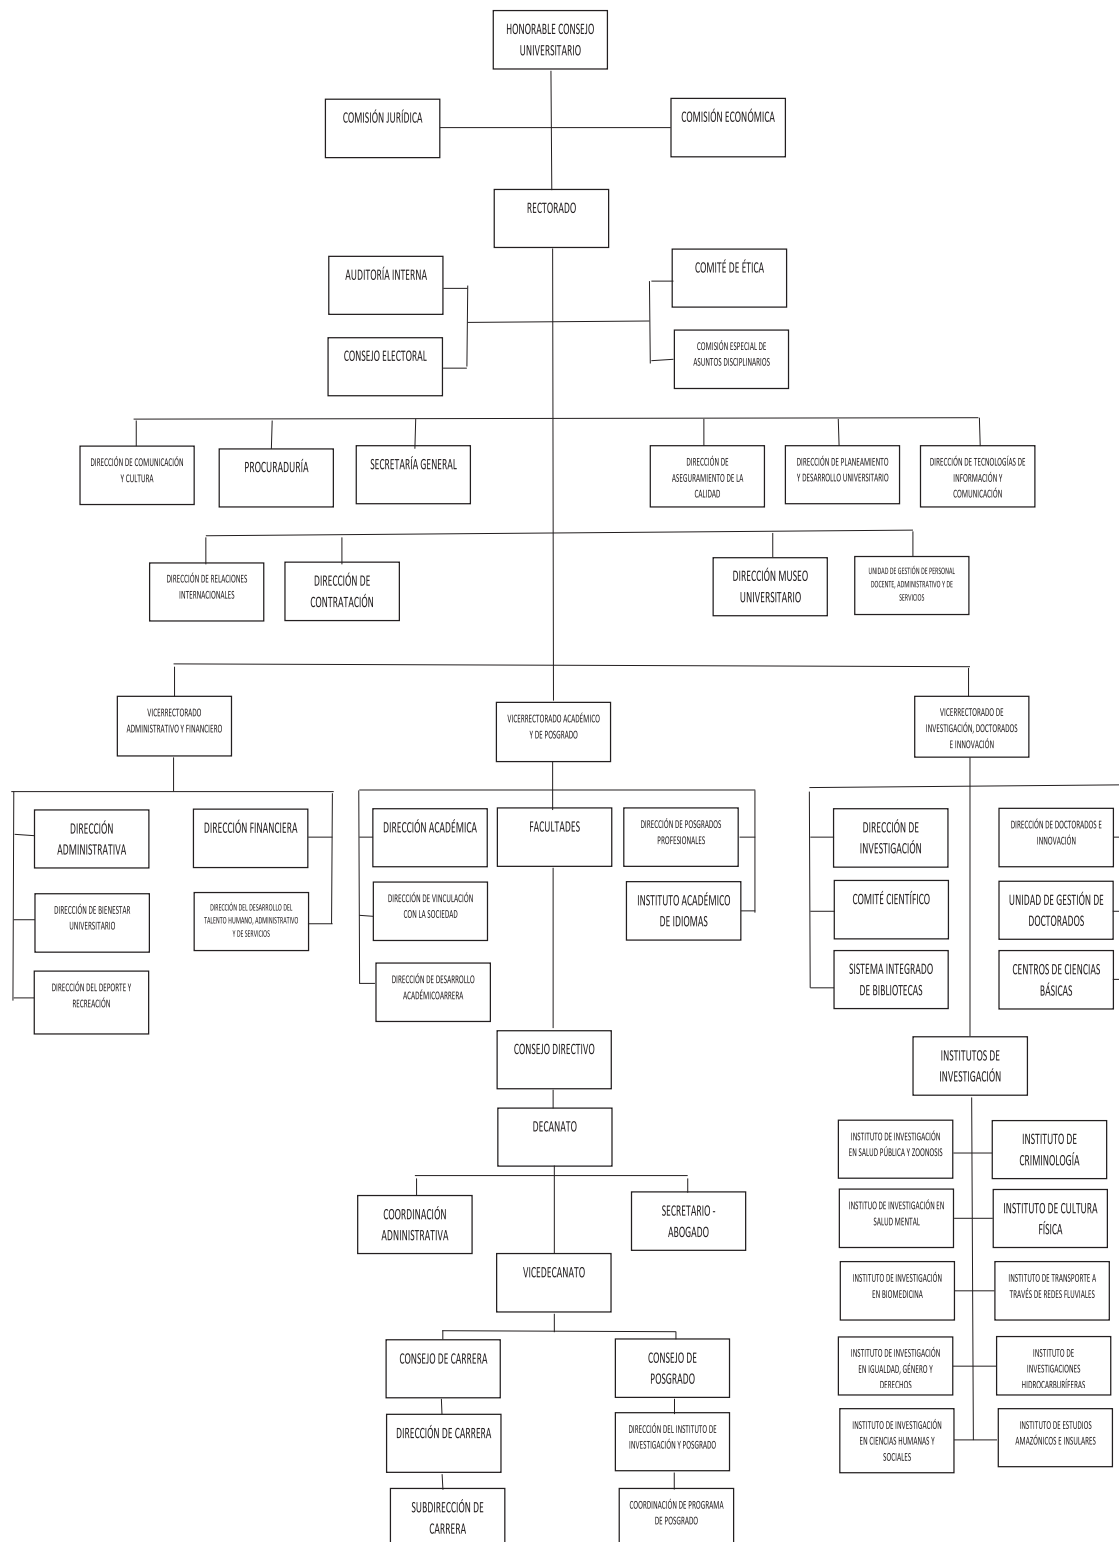 HONORABLE CONSEJO
UNIVERSITARIO
COMISIÓN JURÍDICA
COMISIÓN ECONÓMICA
RECTORADO
AUDITORÍA INTERNA
COMITÉ DE ÉTICA
CONSEJO ELECTORAL
COMISIÓN ESPECIAL DE
ASUNTOS DISCIPLINARIOS
DIRECCIÓN DE COMUNICACIÓN
Y CULTURA
PROCURADURÍA
SECRETARÍA GENERAL
DIRECCIÓN DE
ASEGURAMIENTO DE LA
CALIDAD
DIRECCIÓN DE PLANEAMIENTO
Y DESARROLLO UNIVERSITARIO
DIRECCIÓN DE TECNOLOGÍAS DE
INFORMACIÓN Y
COMUNICACIÓN
DIRECCIÓN DE RELACIONES
INTERNACIONALES
DIRECCIÓN DE
CONTRATACIÓN
DIRECCIÓN MUSEO
UNIVERSITARIO
UNIDAD DE GESTIÓN DE PERSONAL
DOCENTE, ADMINISTRATIVO Y DE
SERVICIOS
VICERRECTORADO
ADMINISTRATIVO Y FINANCIERO
VICERRECTORADO ACADÉMICO
Y DE POSGRADO
VICERRECTORADO DE
INVESTIGACIÓN, DOCTORADOS
E INNOVACIÓN
DIRECCIÓN
ADMINISTRATIVA
DIRECCIÓN FINANCIERA
DIRECCIÓN DE BIENESTAR
UNIVERSITARIO
DIRECCIÓN DEL DESARROLLO DEL
TALENTO HUMANO, ADMINISTRATIVO
Y DE SERVICIOS
DIRECCIÓN DEL DEPORTE Y
RECREACIÓN
DIRECCIÓN ACADÉMICA
FACULTADES
DIRECCIÓN DE POSGRADOS
PROFESIONALES
DIRECCIÓN DE VINCULACIÓN
CON LA SOCIEDAD
INSTITUTO ACADÉMICO
DE IDIOMAS
DIRECCIÓN DE DESARROLLO
ACADÉMICOARRERA
DIRECCIÓN DE
INVESTIGACIÓN
DIRECCIÓN DE DOCTORADOS E
INNOVACIÓN
COMITÉ CIENTÍFICO
UNIDAD DE GESTIÓN DE
DOCTORADOS
SISTEMA INTEGRADO
DE BIBLIOTECAS
CENTROS DE CIENCIAS
BÁSICAS
CONSEJO DIRECTIVO
DECANATO
COORDINACIÓN
ADNINISTRATIVA
SECRETARIO -
ABOGADO
VICEDECANATO
CONSEJO DE CARRERA
CONSEJO DE
POSGRADO
DIRECCIÓN DE CARRERA
DIRECCIÓN DEL INSTITUTO DE
INVESTIGACIÓN Y POSGRADO
SUBDIRECCIÓN DE
CARRERA
COORDINACIÓN DE PROGRAMA
DE POSGRADO
INSTITUTOS DE
INVESTIGACIÓN
INSTITUTO DE INVESTIGACIÓN
EN SALUD PÚBLICA Y ZOONOSIS
INSTITUTO DE
CRIMINOLOGÍA
INSTITUO DE INVESTIGACIÓN EN
SALUD MENTAL
INSTITUTO DE CULTURA
FÍSICA
INSTITUTO DE INVESTIGACIÓN
EN BIOMEDICINA
INSTITUTO DE TRANSPORTE A
TRAVÉS DE REDES FLUVIALES
INSTITUTO DE INVESTIGACIÓN
EN IGUALDAD, GÉNERO Y
DERECHOS
INSTITUTO DE
INVESTIGACIONES
HIDROCARBURÍFERAS
INSTITUTO DE INVESTIGACIÓN
EN CIENCIAS HUMANAS Y
SOCIALES
INSTITUTO DE ESTUDIOS
AMAZÓNICOS E INSULARES